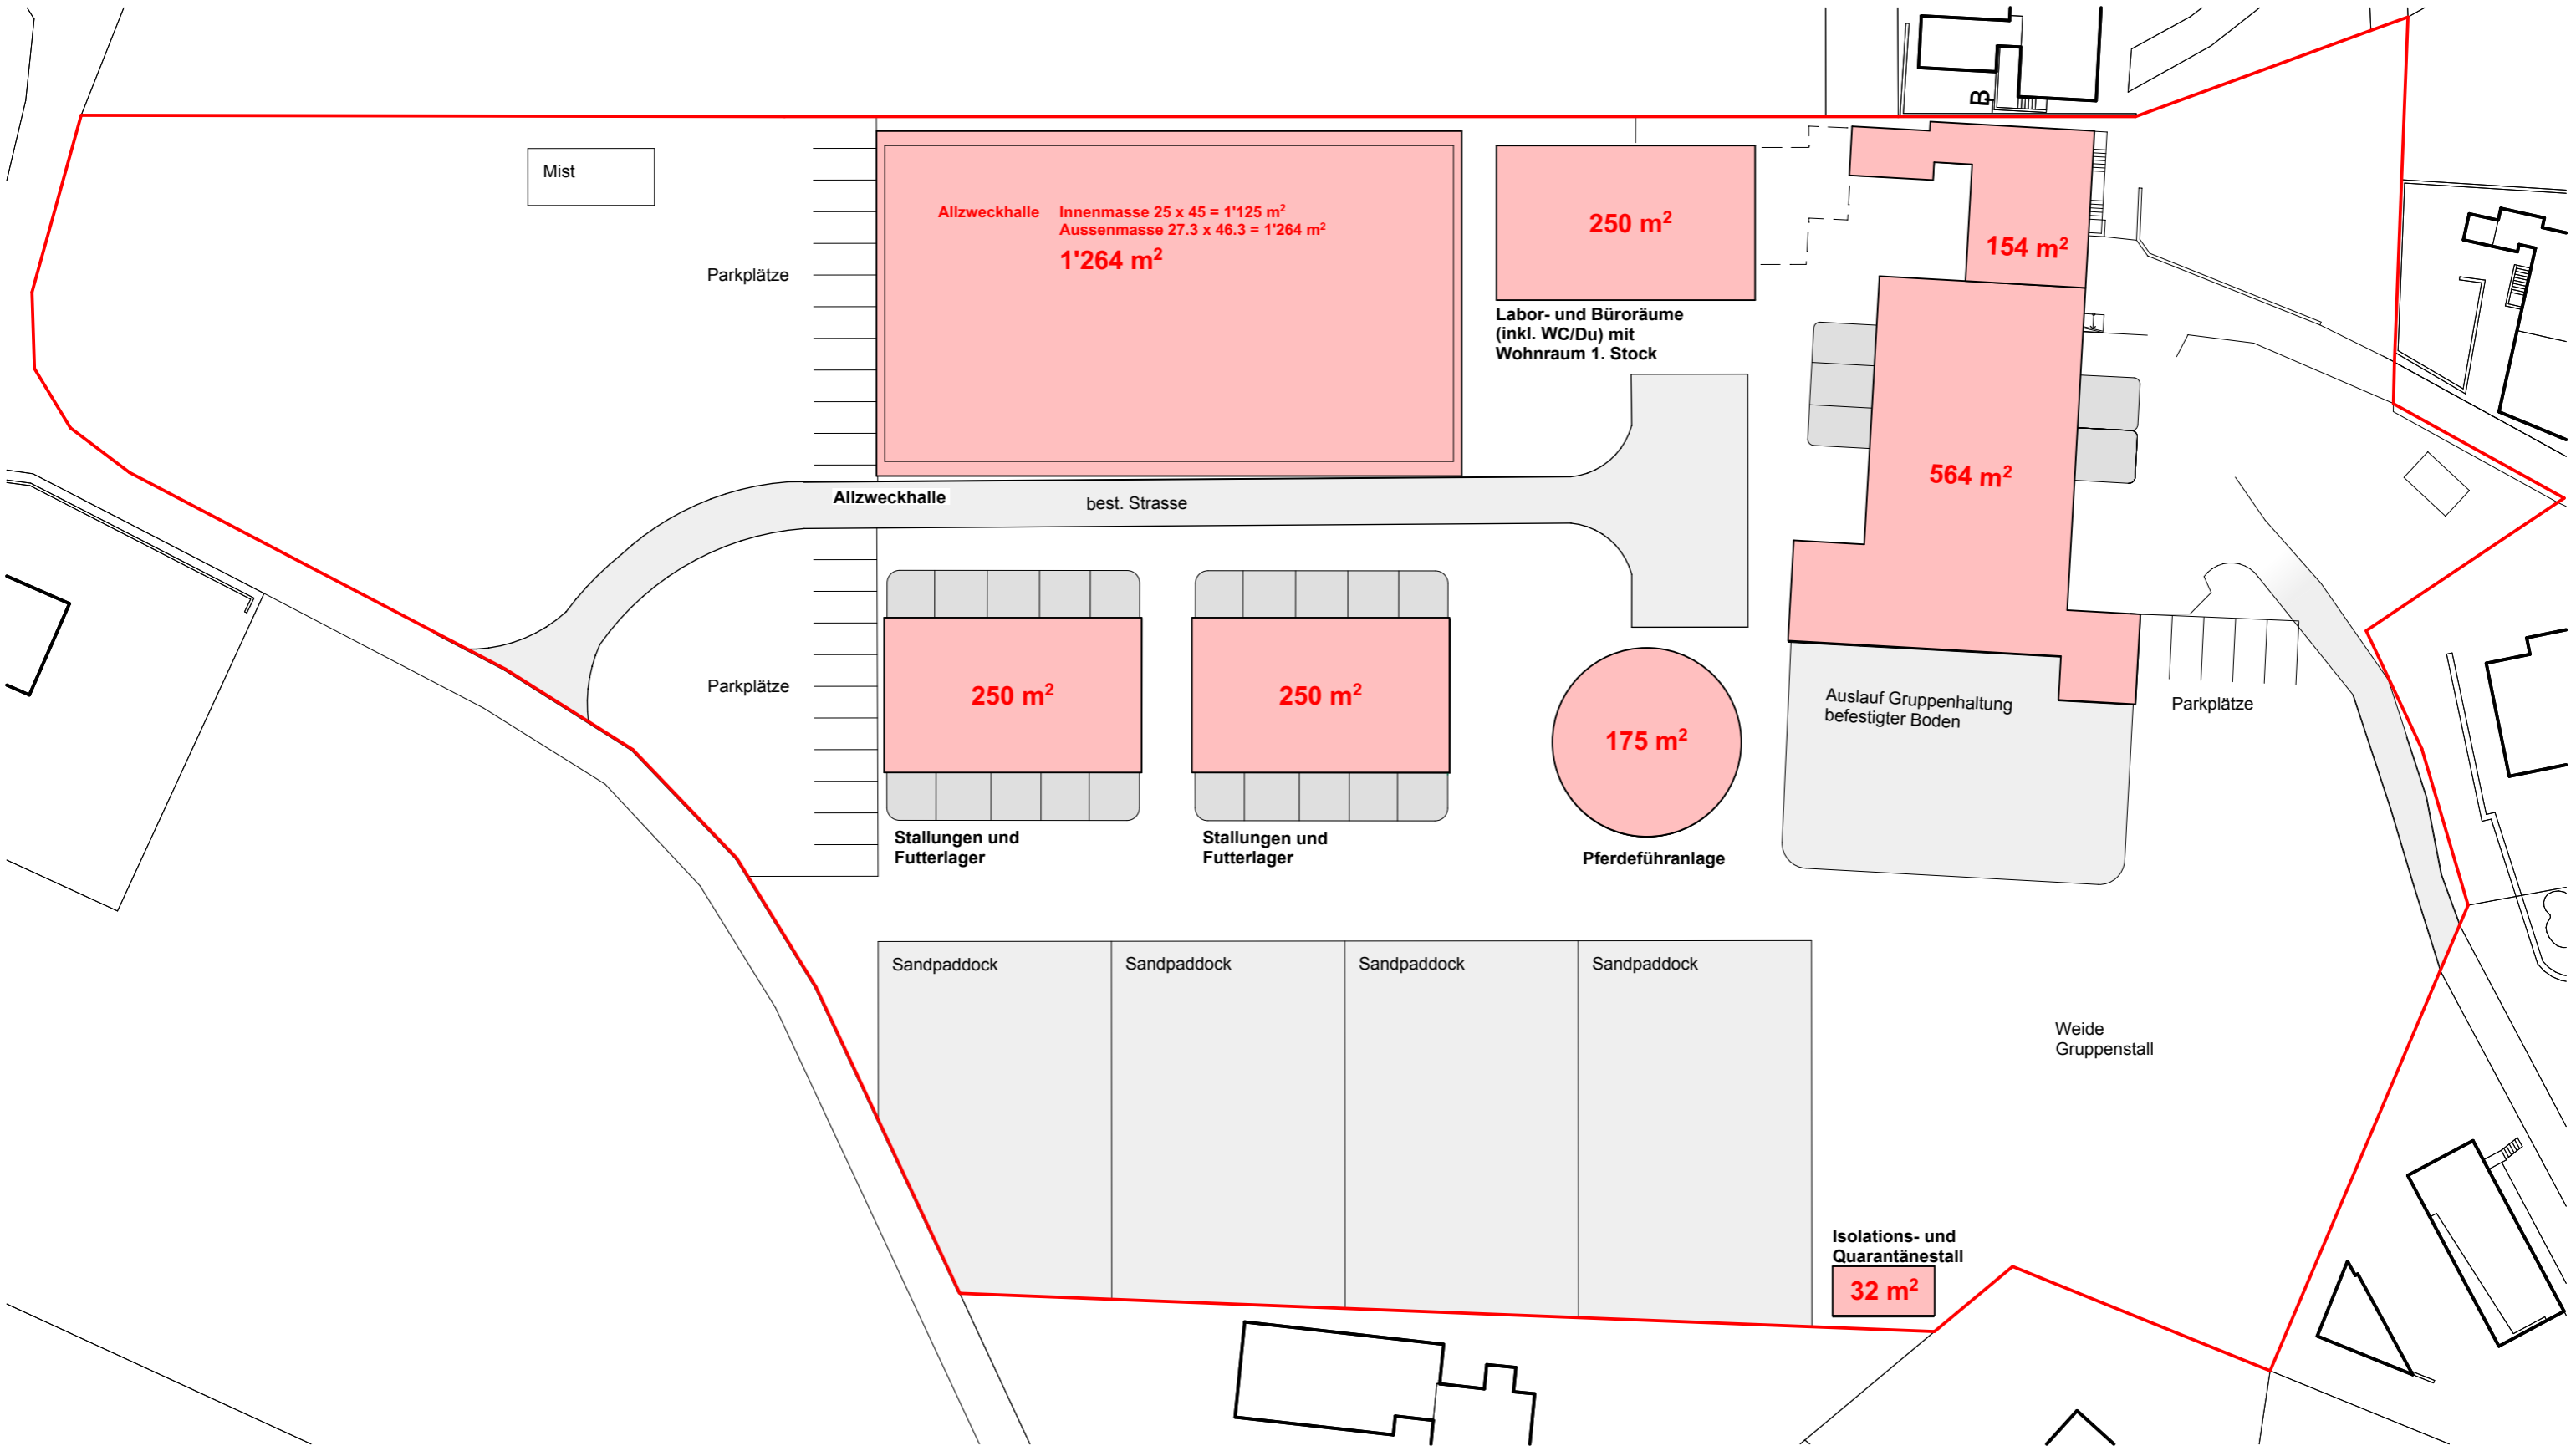 B
Mist
Allzweckhalle Innenmasse 25 x 45 = 1'125 m²
Aussenmasse 27.3 x 46.3 = 1'264 m²
1'264 m²
Parkplätze
250 m²
154 m²
Labor- und Büroräume
(inkl. WC/Du) mit
Wohnraum 1. Stock
564 m²
Allzweckhalle
best. Strasse
Parkplätze
250 m²
250 m²
175 m²
Auslauf Gruppenhaltung
befestigter Boden
Parkplätze
Stallungen und
Futterlager
Stallungen und
Futterlager
Pferdeführanlage
Sandpaddock
Sandpaddock
Sandpaddock
Sandpaddock
Weide
Gruppenstall
Isolations- und
Quarantänestall
32 m²